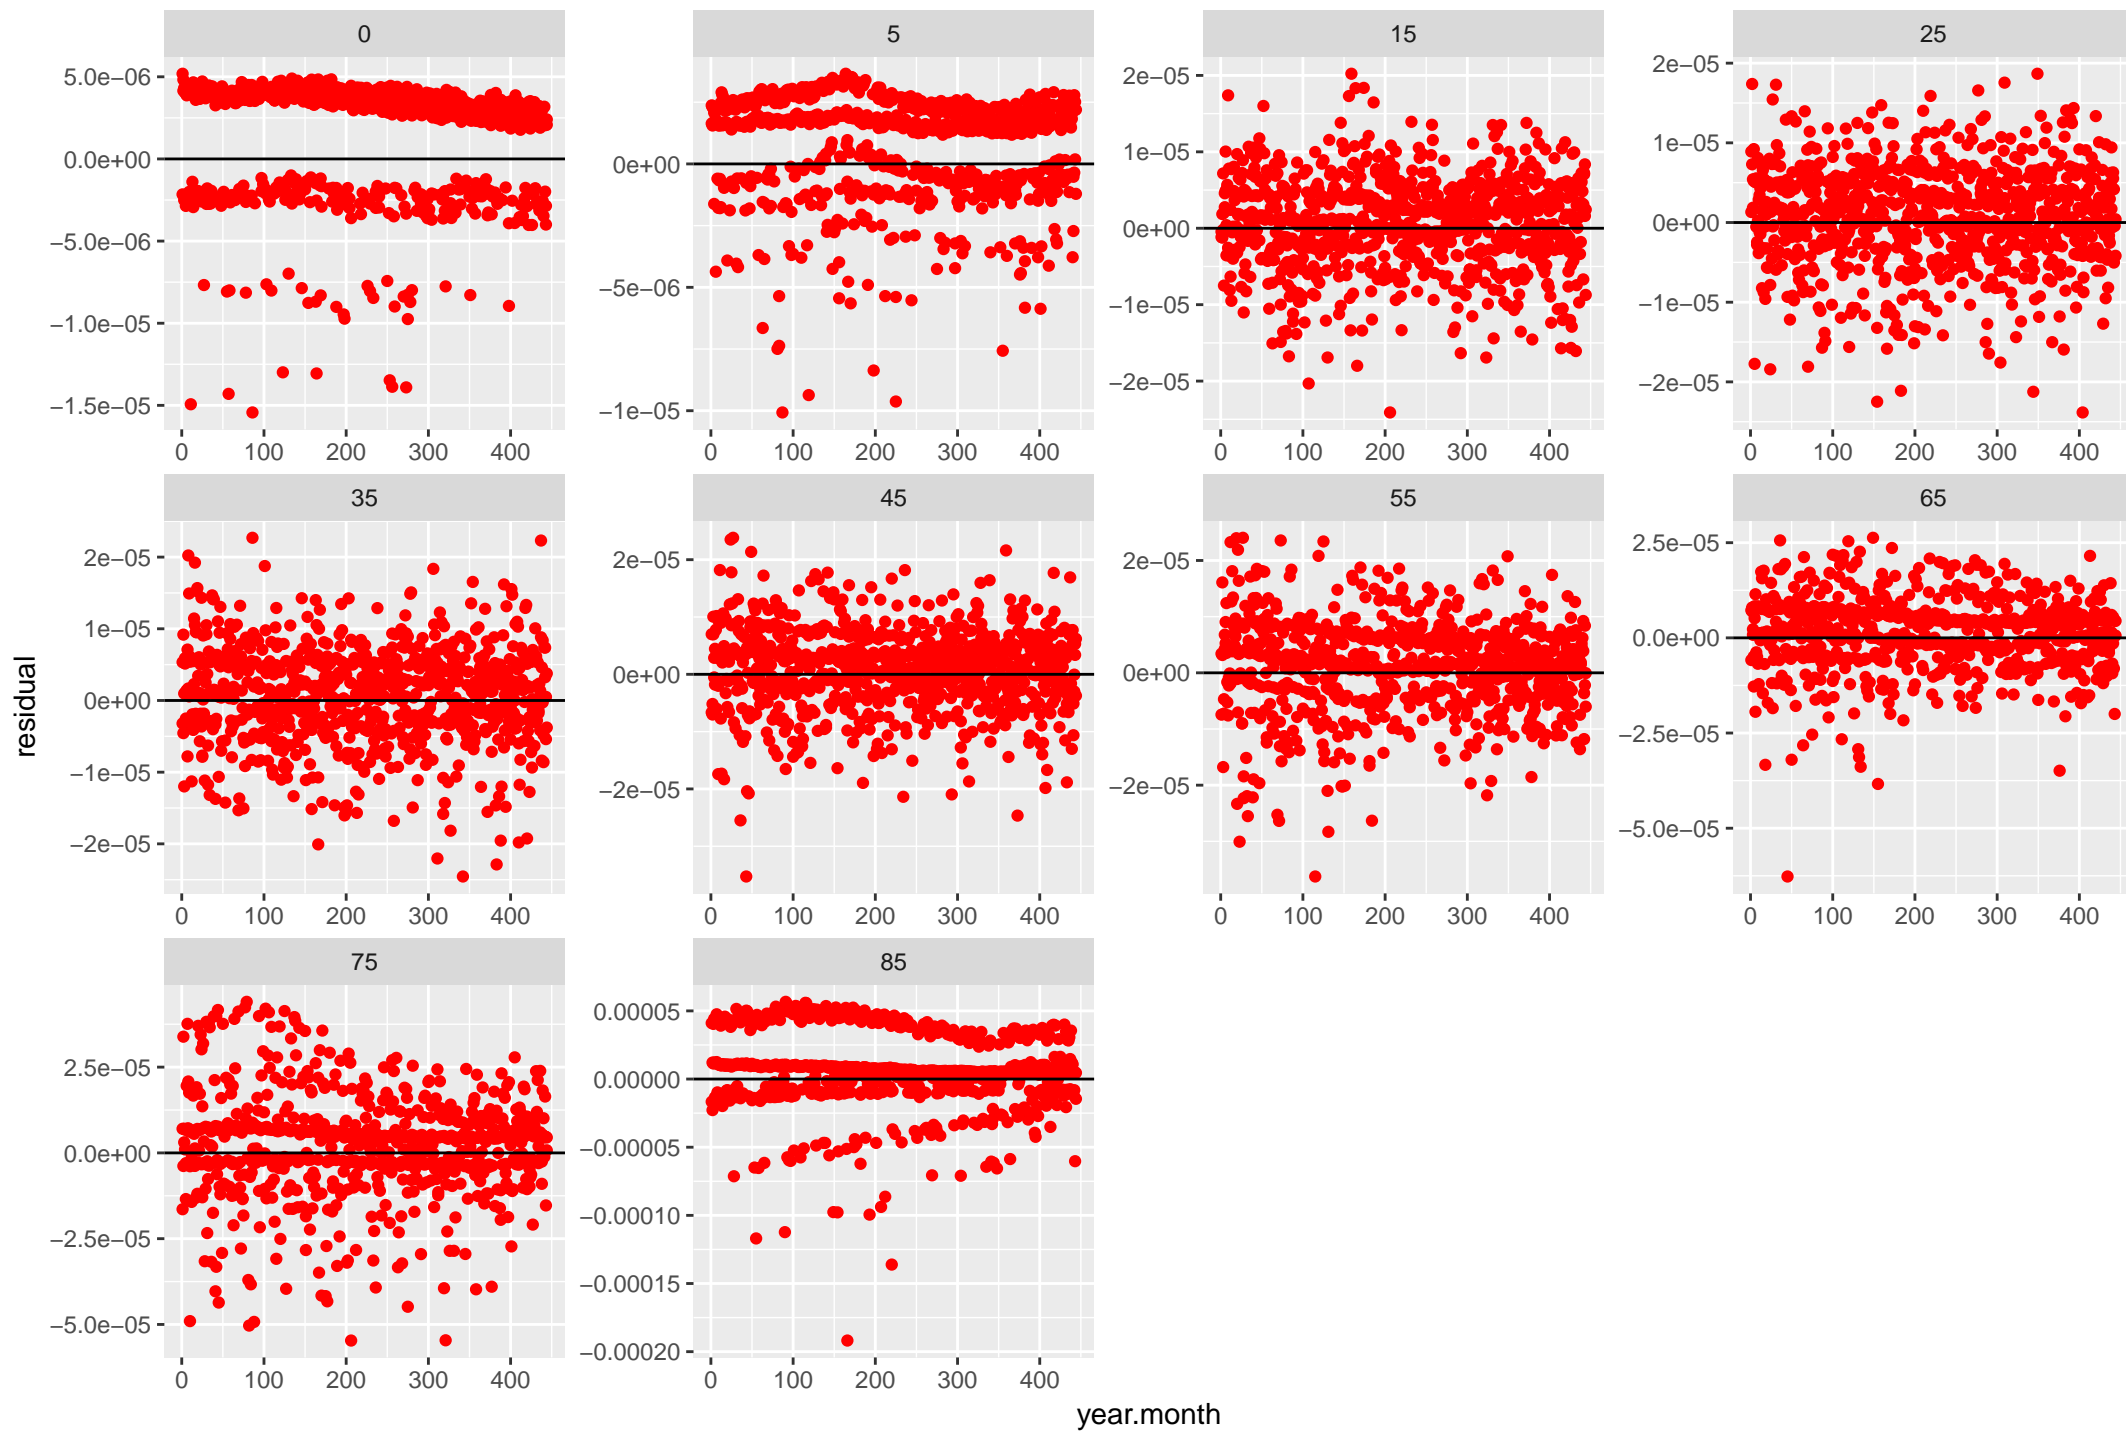 0 5 15 25
5.0e−06
0.0e+00
−5.0e−06
−1.0e−05
−1.5e−05
0e+00
−5e−06
−1e−05
2e−05
1e−05
0e+00
−1e−05
−2e−05
2e−05
1e−05
0e+00
−1e−05
−2e−05
0 100 200 300 400 0 100 200 300 400 0 100 200 300 400 0 100 200 300 400
35 45 55 65
2e−05
1e−05
0e+00
−1e−05
−2e−05
2e−05
0e+00
−2e−05
2e−05
0e+00
−2e−05
2.5e−05
0.0e+00
−2.5e−05
−5.0e−05
0 100 200 300 400 0 100 200 300 400 0 100 200 300 400 0 100 200 300 400
75 85
2.5e−05
0.0e+00
−2.5e−05
−5.0e−05
0.00005
0.00000
−0.00005
−0.00010
−0.00015
−0.00020
0 100 200 300 400 0 100 200 300 400
residual
year.month